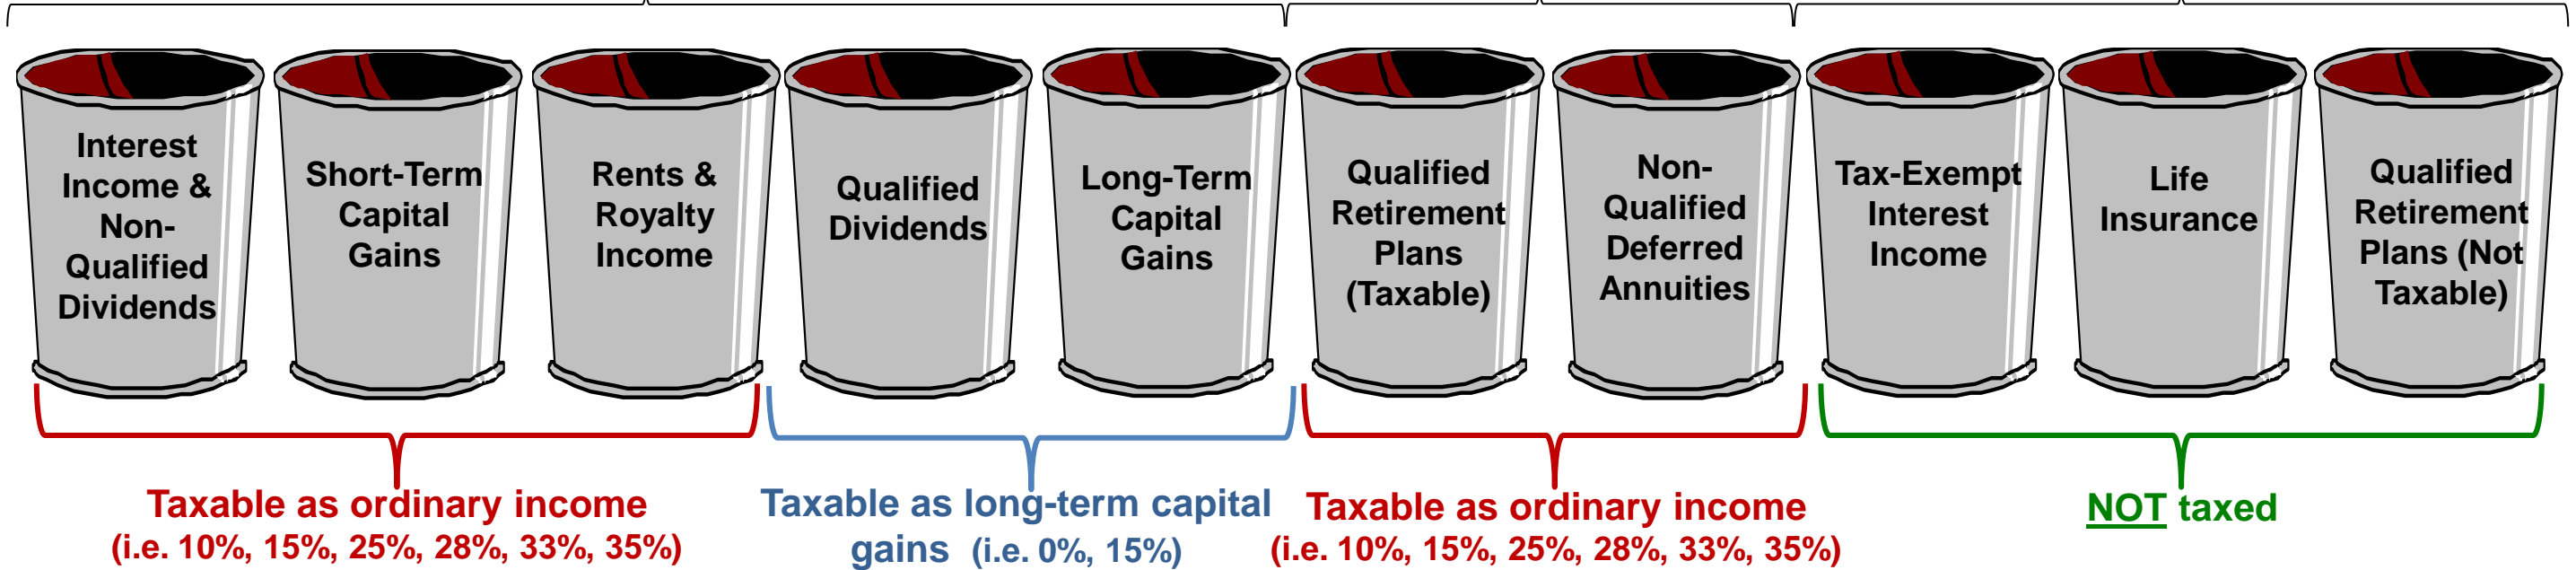 Interest
Income &
Non-
Qualified
Dividends
Short-Term
Capital
Gains
Rents &
Royalty
Income
Qualified
Dividends
Long-Term
Capital
Gains
Qualified
Retirement
Plans
(Taxable)
Non-
Qualified
Deferred
Annuities
Tax-Exempt
Interest
Income
Life
Insurance
Qualified
Retirement
Plans (Not
Taxable)
Taxable as ordinary income
(i.e. 10%, 15%, 25%, 28%, 33%, 35%)
Taxable as long-term capital
gains (i.e. 0%, 15%)
Taxable as ordinary income
(i.e. 10%, 15%, 25%, 28%, 33%, 35%)
NOT taxed